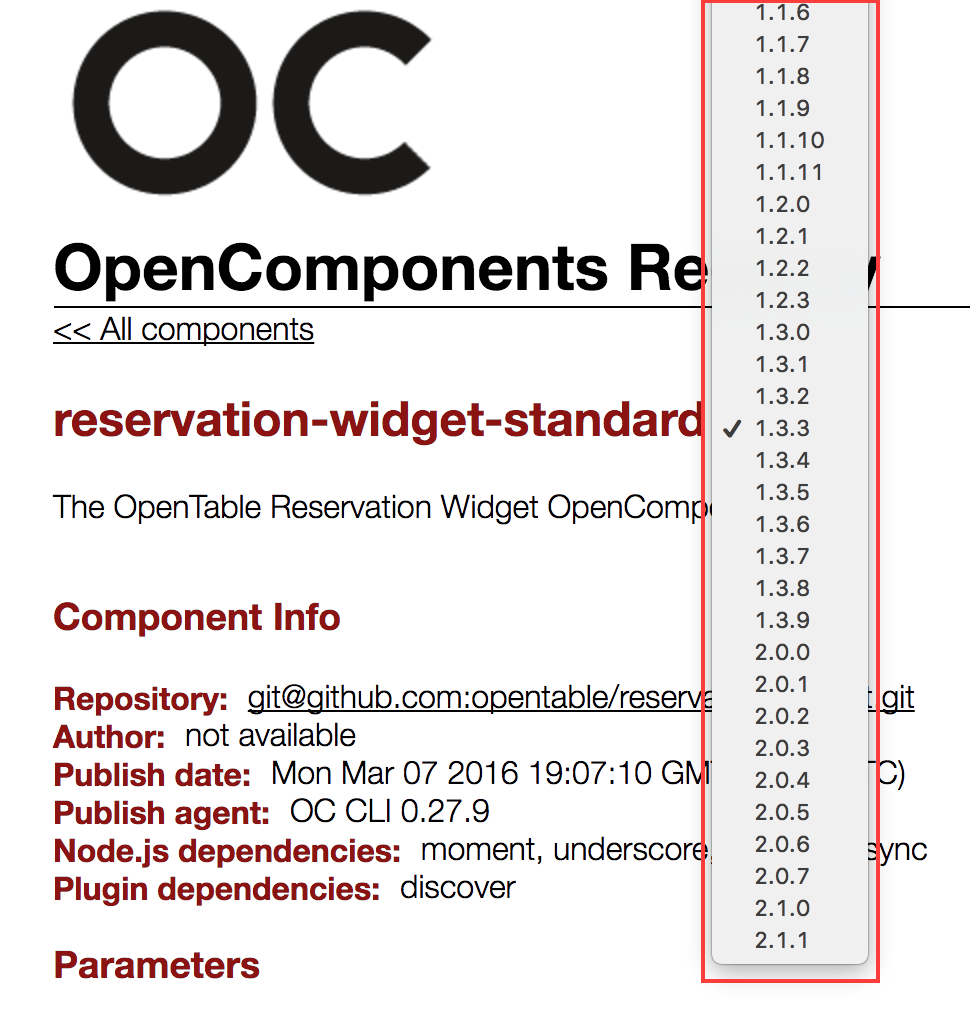 OC
OpenComponents Re y
<< All components
reservation-widget-standard
The OpenTable Reservation Widget OpenComp
Component Info
Repository: git@github.com:opentable/reserva t.git
Author: not available
Publish date: Mon Mar 07 2016 19:07:10 GM C)
Publish agent: OC CLI 0.27.9
Node.js dependencies: moment, underscore, sync
Plugin dependencies: discover
Parameters
1.1.6
1.1.7
1.1.8
1.1.9
1.1.10
1.1.11
1.2.0
1.2.1
1.2.2
1.2.3
1.3.0
1.3.1
1.3.2
✓ 1.3.3
1.3.4
1.3.5
1.3.6
1.3.7
1.3.8
1.3.9
2.0.0
2.0.1
2.0.2
2.0.3
2.0.4
2.0.5
2.0.6
2.0.7
2.1.0
2.1.1